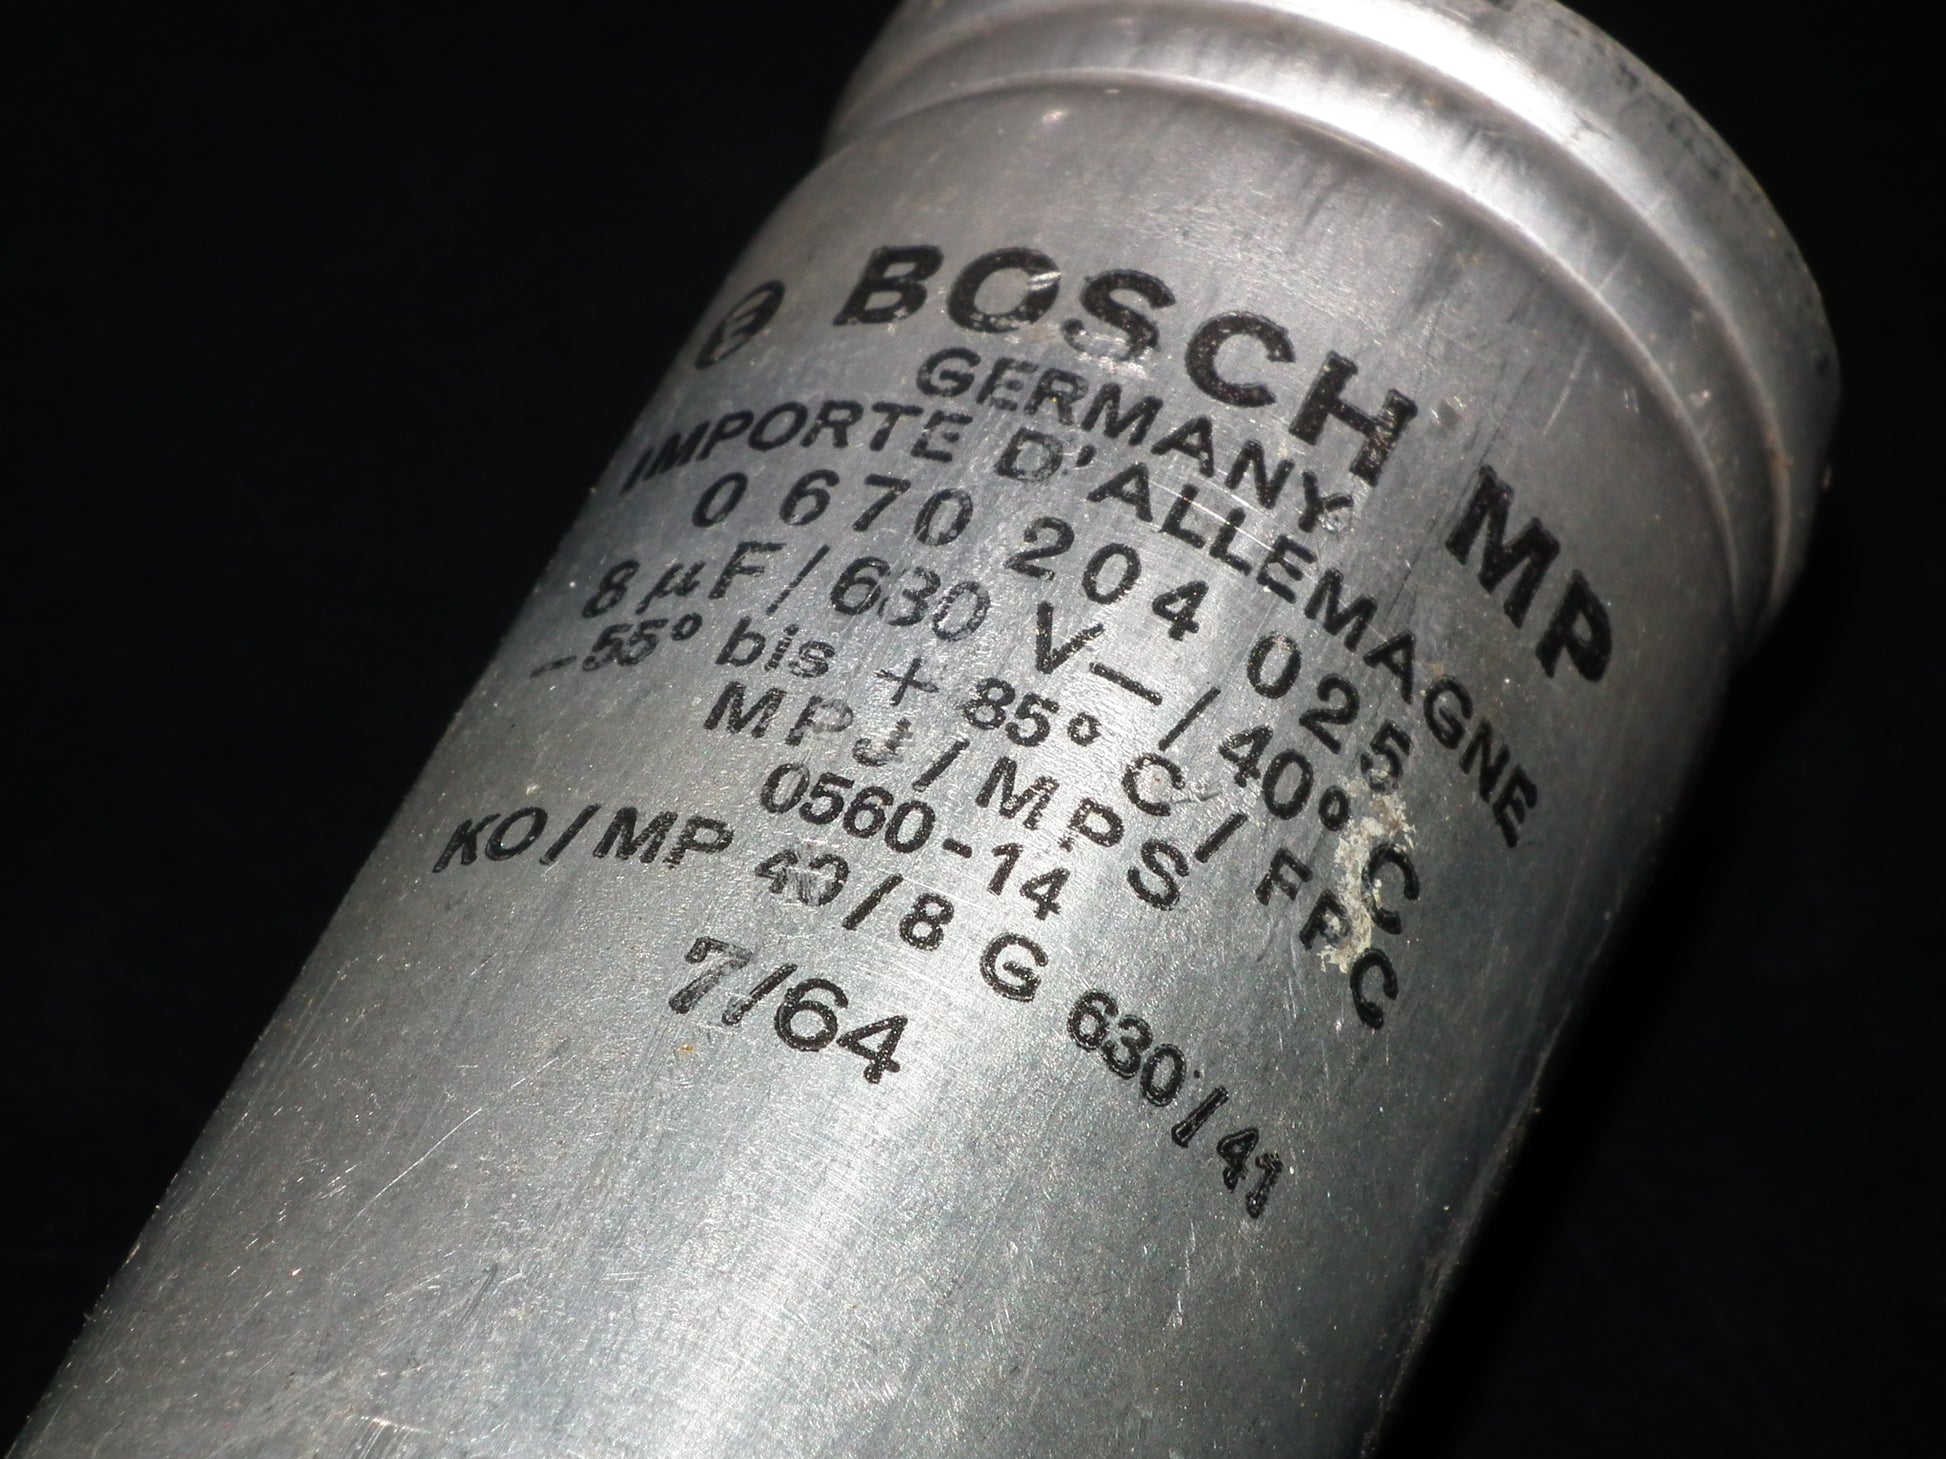 BOSCH MP
GERMANY
IMPORTE D'ALLEMAGNE
0 670 204 025
8 µF/630 V–/40° C
–55° bis + 85° C/FPC
MPJ/MPS
0560-14
KO/MP 40/8 G 630/41
7/64